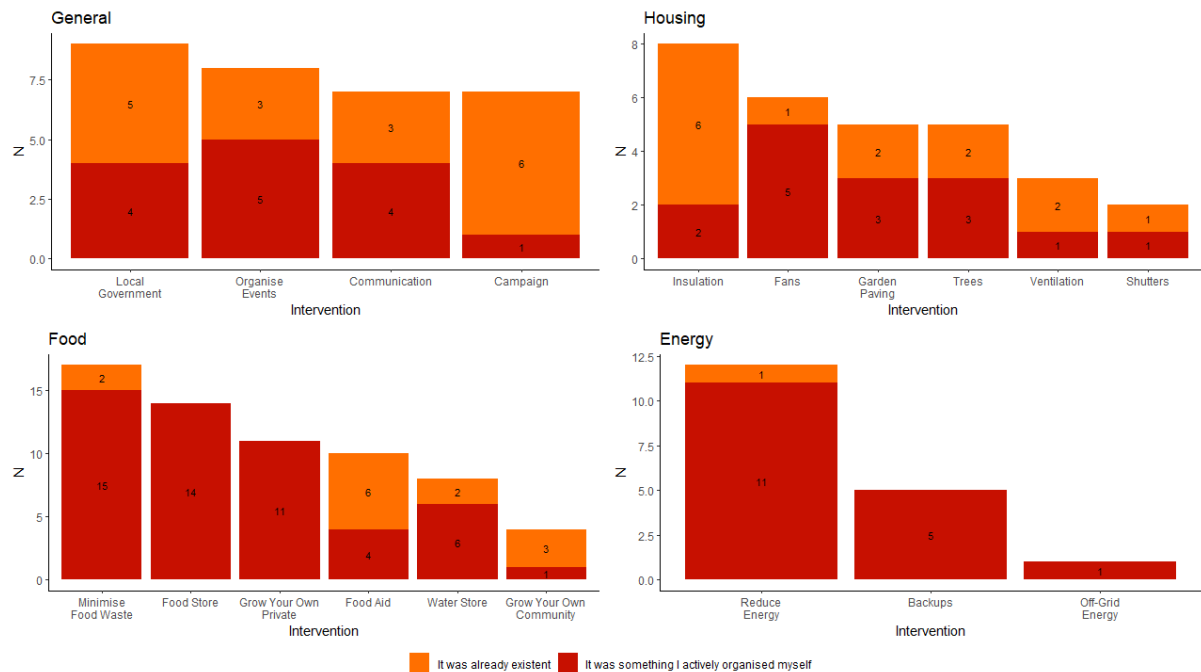 General
7.5
5.0
2.5
0.0
N
5
4
3
5
3
4
6
1
Local
Government
Organise
Events
Communication
Campaign
Intervention
Housing
8
6
4
2
0
N
6
2
1
5
2
3
2
3
2
1
1
1
Insulation
Fans
Garden
Paving
Trees
Ventilation
Shutters
Intervention
Food
15
10
5
0
N
2
15
14
11
6
4
2
6
3
1
Minimise
Food Waste
Food Store
Grow Your Own
Private
Food Aid
Water Store
Grow Your Own
Community
Intervention
Energy
12.5
10.0
7.5
5.0
2.5
0.0
N
1
11
5
1
Reduce
Energy
Backups
Off-Grid
Energy
Intervention
It was already existent
It was something I actively organised myself